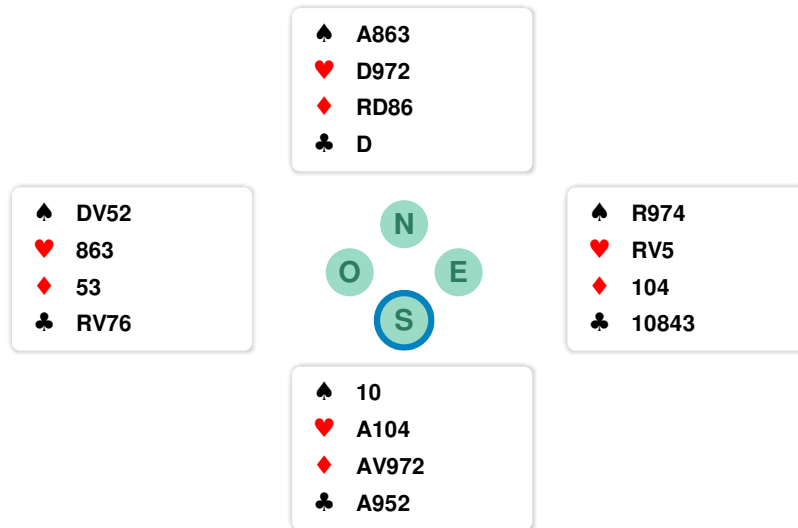 ♠ A863
♥ D972
♦ RD86
♣ D
♠ DV52
♥ 863
♦ 53
♣ RV76
N
O E
S
♠ R974
♥ RV5
♦ 104
♣ 10843
♠ 10
♥ A104
♦ AV972
♣ A952